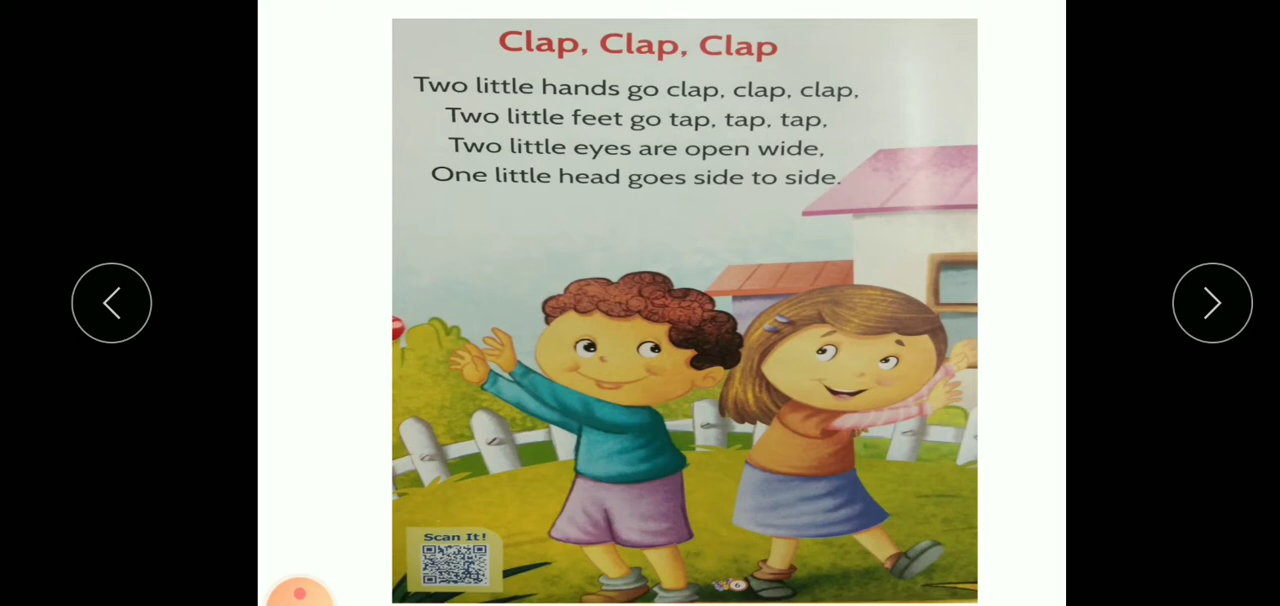 Clap, Clap, Clap
Two little hands go clap, clap, clap,
Two little feet go tap, tap, tap,
Two little eyes are open wide,
One little head goes side to side.
Scan It!
6